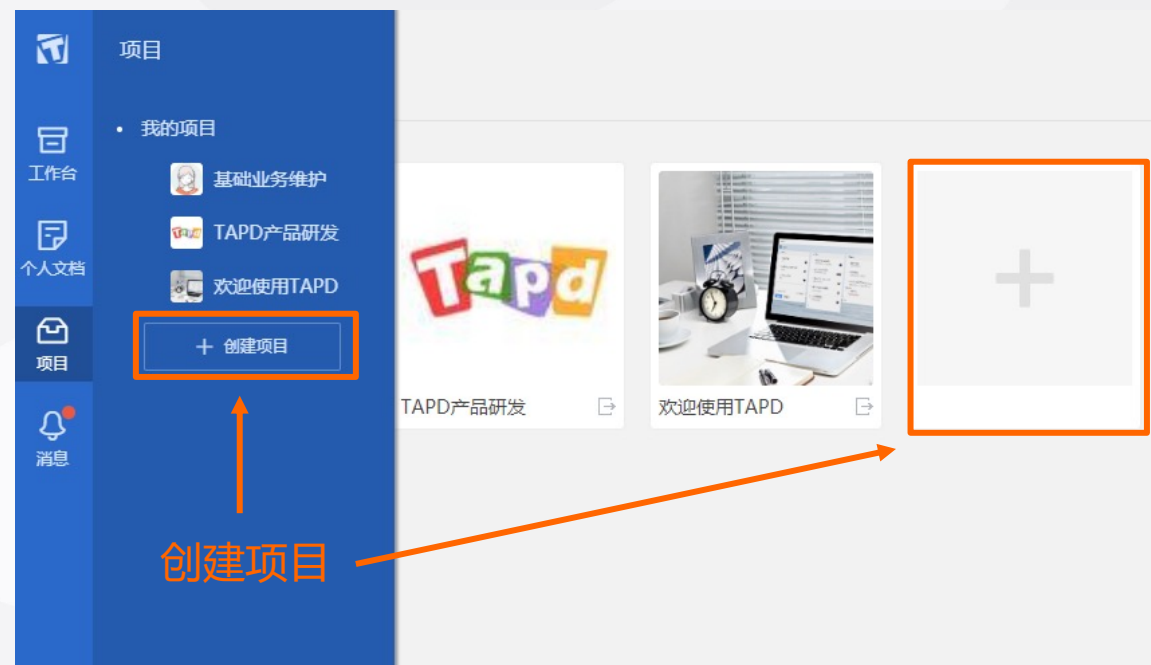 项目
工作台
我的项目
基础业务维护
TAPD产品研发
欢迎使用TAPD
创建项目
个人文档
项目
消息
Tapd
TAPD产品研发
欢迎使用TAPD
创建项目